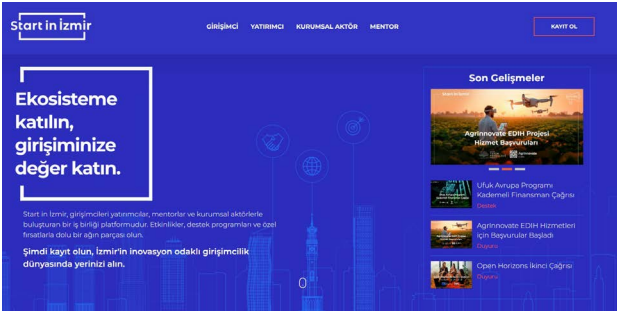 Start in İzmir
GİRİŞİMCİ YATIRIMCI KURUMSAL AKTÖR MENTOR
KAYIT OL
Ekosisteme
katılın,
girişiminize
değer katın.
Start in İzmir, girişimcileri yatırımcılar, mentorlar ve kurumsal aktörlerle
buluşturan bir iş birliği platformudur. Etkinlikler, destek programları ve özel
fırsatlarla dolu bir ağın parçası olun.
Şimdi kayıt olun, İzmir'in inovasyon odaklı girişimcilik
dünyasında yerinizi alın.
Son Gelişmeler
Agrinnovate EDIH Projesi
Hizmet Başvuruları
Ufuk Avrupa Programı
Kademeli Finansman Çağrısı
Destek
Agrinnovate EDIH Hizmetleri
için Başvurular Başladı
Duyuru
Open Horizons İkinci Çağrısı
Duyuru